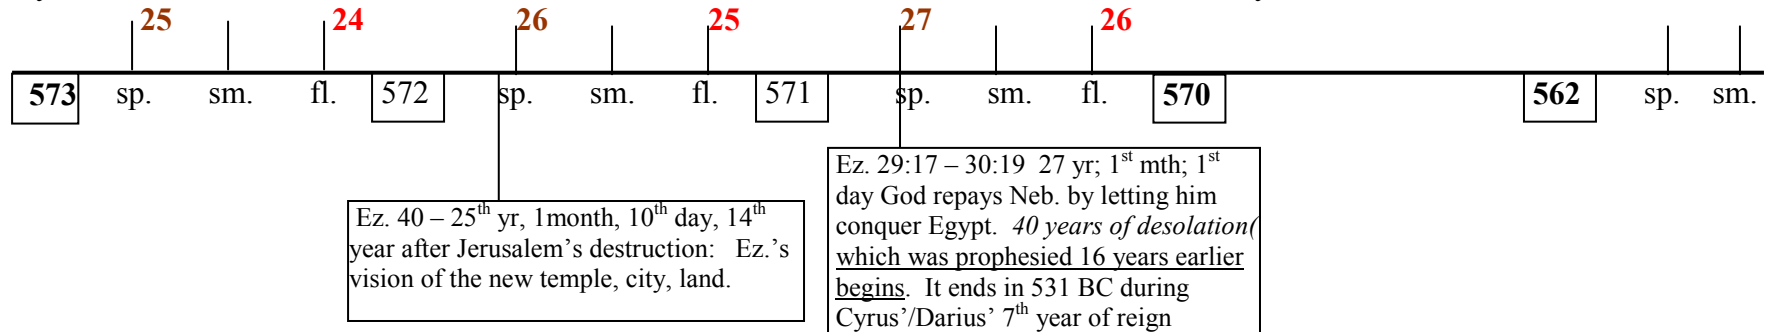 25 24 26 25 27 26
573 sp. sm. fl. 572 sp. sm. fl. 571 sp. sm. fl. 570 562 sp. sm.
Ez. 40 – 25th yr, 1month, 10th day, 14th
year after Jerusalem’s destruction: Ez.’s
vision of the new temple, city, land.
Ez. 29:17 – 30:19 27 yr; 1st mth; 1st
day God repays Neb. by letting him
conquer Egypt. 40 years of desolation(
which was prophesied 16 years earlier
begins. It ends in 531 BC during
Cyrus’/Darius’ 7th year of reign